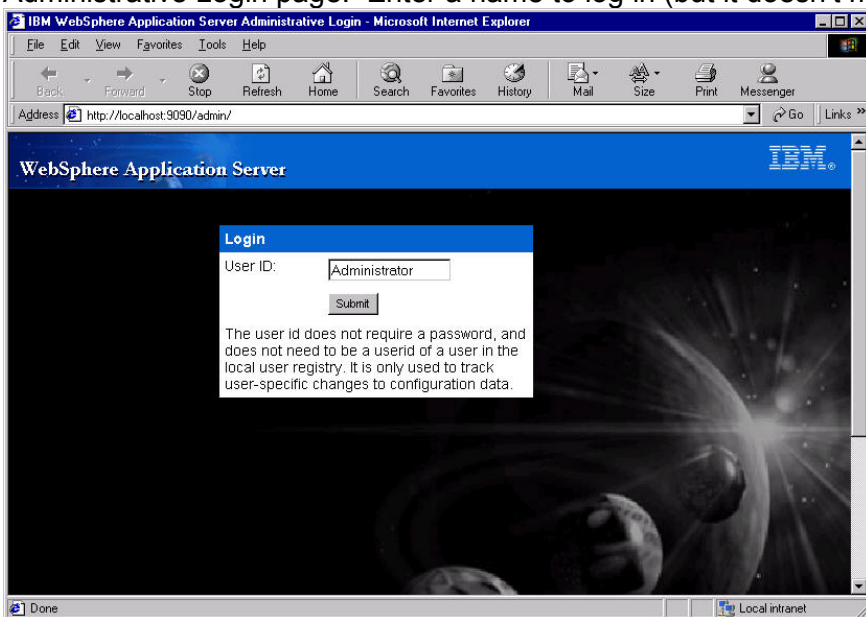 Administrative Login page. Enter a name to log in (but it doesn't
IBM WebSphere Application Server Administrative Login - Microsoft Internet Explorer
File Edit View Favorites Tools Help
Back Forward Stop Refresh Home Search Favorites History Mail Size Print Messenger
Address http://localhost:9090/admin/ Go Links »
WebSphere Application Server IBM®
Login
User ID: Administrator
Submit
The user id does not require a password, and
does not need to be a userid of a user in the
local user registry. It is only used to track
user-specific changes to configuration data.
Done Local intranet